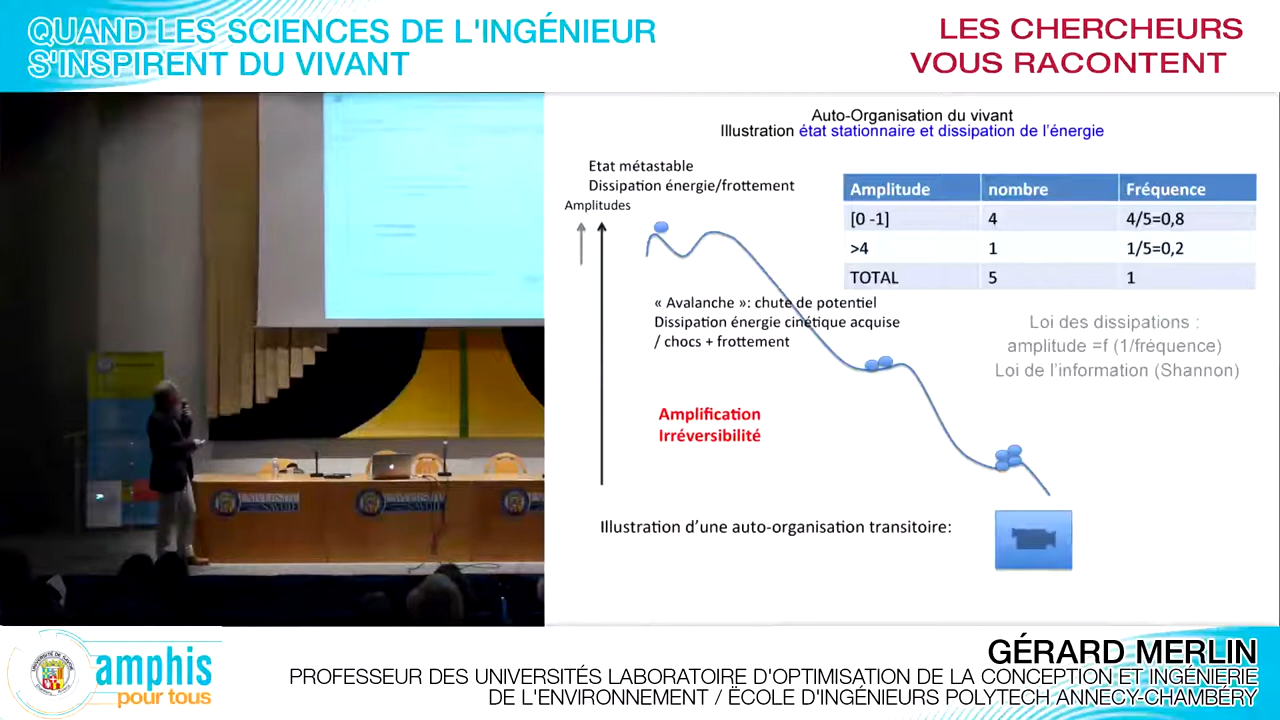 QUAND LES SCIENCES DE L'INGÉNIEUR
S'INSPIRENT DU VIVANT
LES CHERCHEURS
VOUS RACONTENT
Auto-Organisation du vivant
Illustration état stationnaire et dissipation de l'énergie
Etat métastable
Dissipation énergie/frottement
Amplitudes
Amplitude nombre Fréquence
[0 -1] 4 4/5=0,8
>4 1 1/5=0,2
TOTAL 5 1
« Avalanche »: chute de potentiel
Dissipation énergie cinétique acquise
/ chocs + frottement
Loi des dissipations :
amplitude =f (1/fréquence)
Loi de l'information (Shannon)
Amplification
Irréversibilité
Illustration d'une auto-organisation transitoire:
UNIVERSITÉ
SAVOIE
amphis
pour tous
GÉRARD MERLIN
PROFESSEUR DES UNIVERSITÉS LABORATOIRE D'OPTIMISATION DE LA CONCEPTION ET INGÉNIERIE
DE L'ENVIRONNEMENT / ËCOLE D'INGÉNIEURS POLYTECH ANNECY-CHAMBÉRY